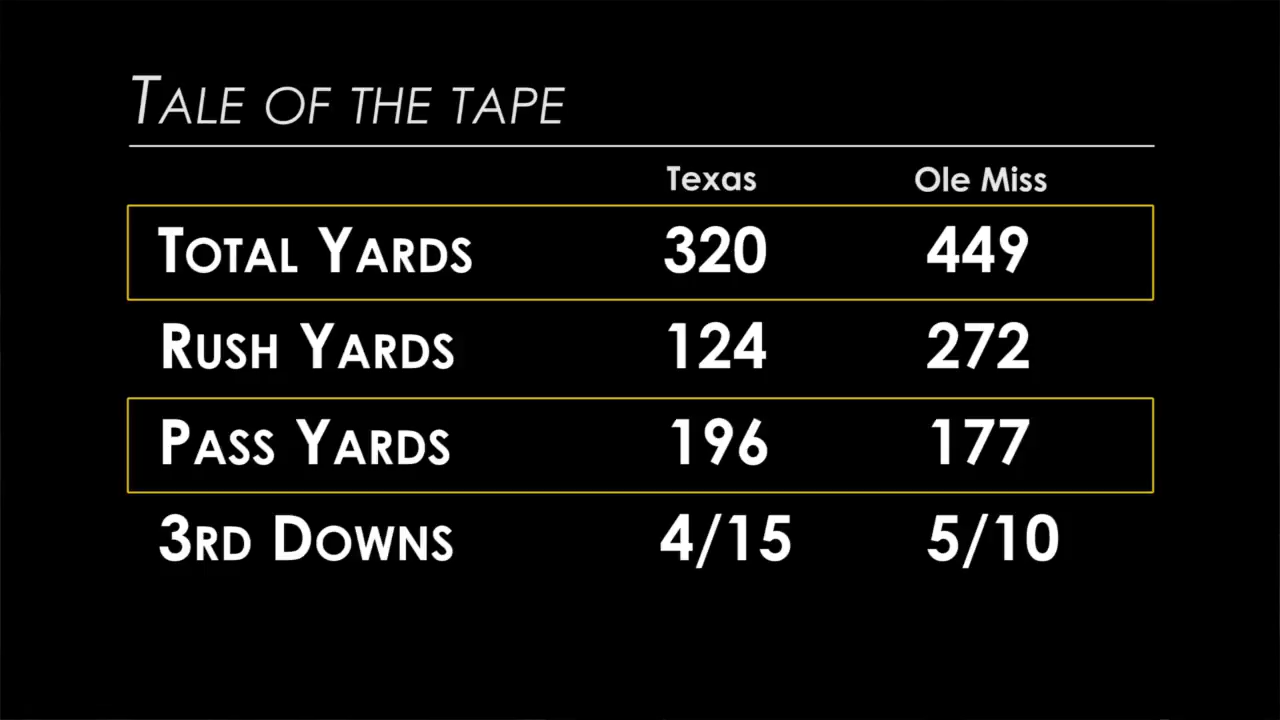 TALE OF THE TAPE
Texas Ole Miss
TOTAL YARDS 320 449
RUSH YARDS 124 272
PASS YARDS 196 177
3RD DOWNS 4/15 5/10